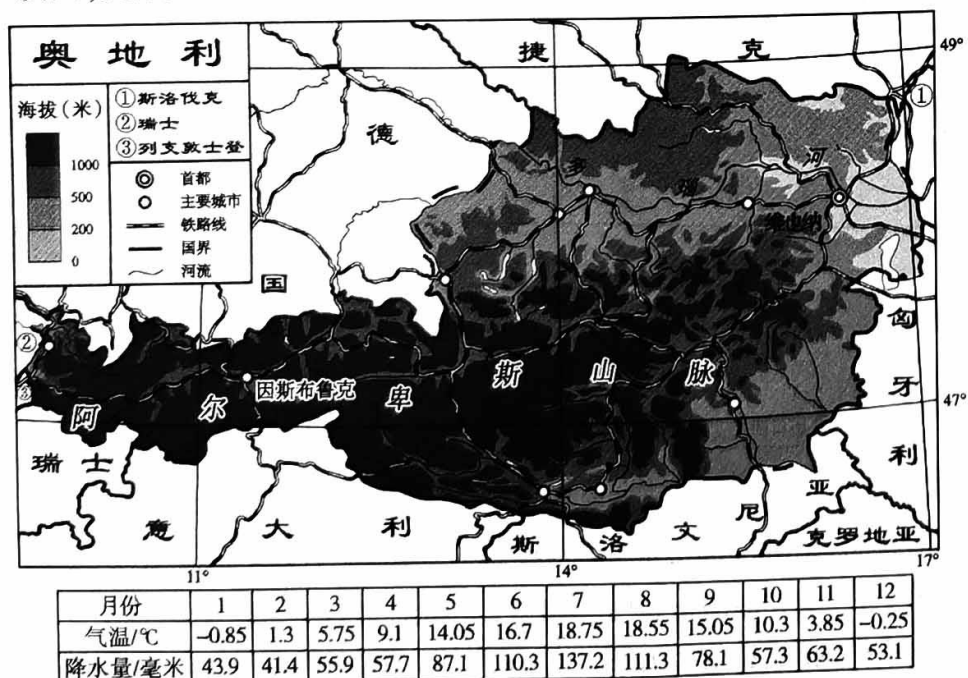 奥地利
海拔(米)
1000
500
200
0
①斯洛伐克
②瑞士
③列支敦士登
首都
主要城市
铁路线
国界
河流
捷克
49°
①
德国
多瑙河
维也纳
匈牙利
②
因斯布鲁克
阿尔卑斯山脉
47°
瑞士
意大利
斯洛文尼亚
克罗地亚
11°
14°
17°
月份 1 2 3 4 5 6 7 8 9 10 11 12
气温/℃ -0.85 1.3 5.75 9.1 14.05 16.7 18.75 18.55 15.05 10.3 3.85 -0.25
降水量/毫米 43.9 41.4 55.9 57.7 87.1 110.3 137.2 111.3 78.1 57.3 63.2 53.1